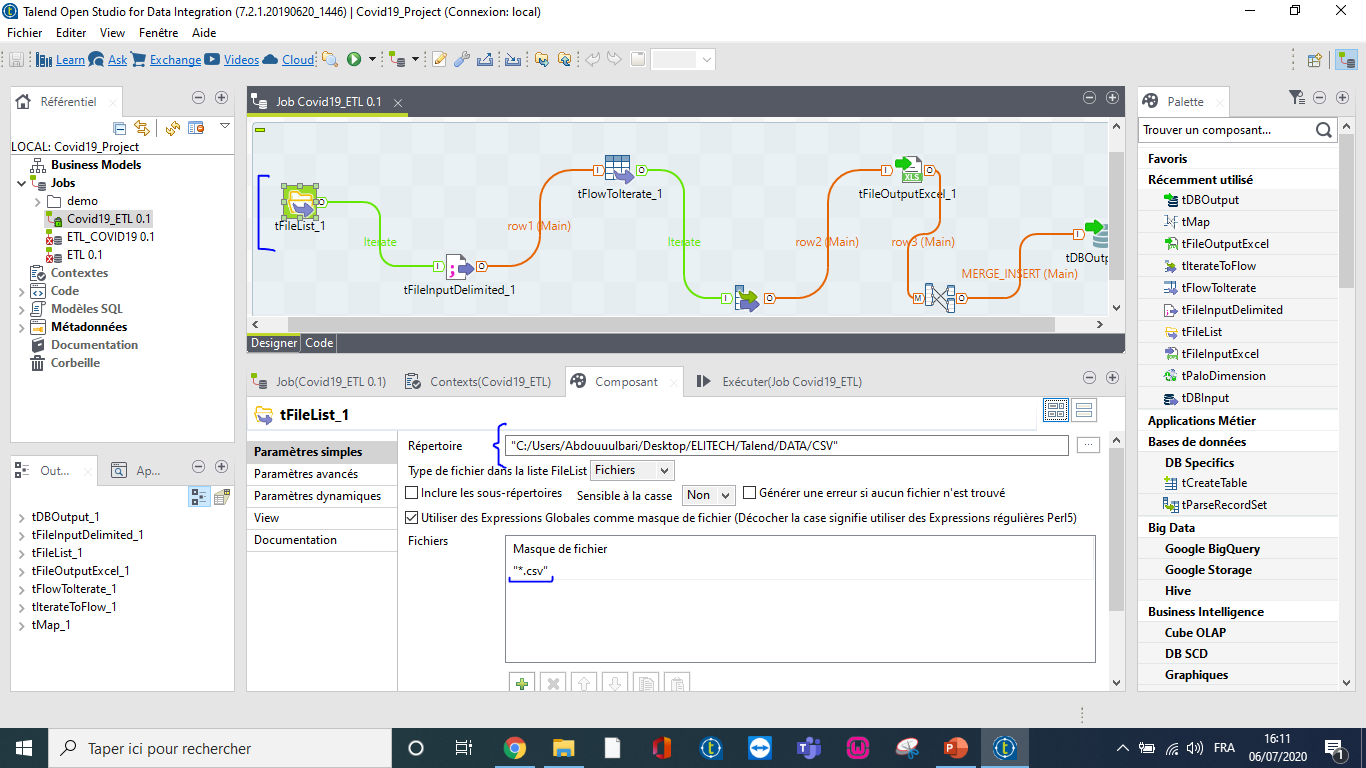 Talend Open Studio for Data Integration (7.2.1.20190620_1446) | Covid19_Project (Connexion: local)
Fichier Editer View Fenêtre Aide
Learn Ask Exchange Videos Cloud
Référentiel
LOCAL: Covid19_Project
Business Models
Jobs
demo
Covid19_ETL 0.1
ETL_COVID19 0.1
ETL 0.1
Contextes
Code
Modèles SQL
Métadonnées
Documentation
Corbeille
Out... Ap...
tDBOutput_1
tFileInputDelimited_1
tFileList_1
tFileOutputExcel_1
tFlowToIterate_1
tIterateToFlow_1
tMap_1
Job Covid19_ETL 0.1
tFileList_1
Iterate
tFileInputDelimited_1
row1 (Main)
tFlowToIterate_1
Iterate
row2 (Main)
XLS
tFileOutputExcel_1
row3 (Main)
MERGE_INSERT (Main)
tDBOutp
Designer Code
Job(Covid19_ETL 0.1) Contexts(Covid19_ETL) Composant Exécuter(Job Covid19_ETL)
tFileList_1
Paramètres simples
Paramètres avancés
Paramètres dynamiques
View
Documentation
Répertoire "C:/Users/Abdouuulbari/Desktop/ELITECH/Talend/DATA/CSV" ...
Type de fichier dans la liste FileList Fichiers
Inclure les sous-répertoires Sensible à la casse Non Générer une erreur si aucun fichier n'est trouvé
Utiliser des Expressions Globales comme masque de fichier (Décocher la case signifie utiliser des Expressions régulières Perl5)
Fichiers
Masque de fichier
"*.csv"
Palette
Trouver un composant...
Favoris
Récemment utilisé
tDBOutput
tMap
tFileOutputExcel
tIterateToFlow
tFlowToIterate
tFileInputDelimited
tFileList
tFileInputExcel
tPaloDimension
tDBInput
Applications Métier
Bases de données
DB Specifics
tCreateTable
tParseRecordSet
Big Data
Google BigQuery
Google Storage
Hive
Business Intelligence
Cube OLAP
DB SCD
Graphiques
Taper ici pour rechercher
FRA
16:11
06/07/2020
1